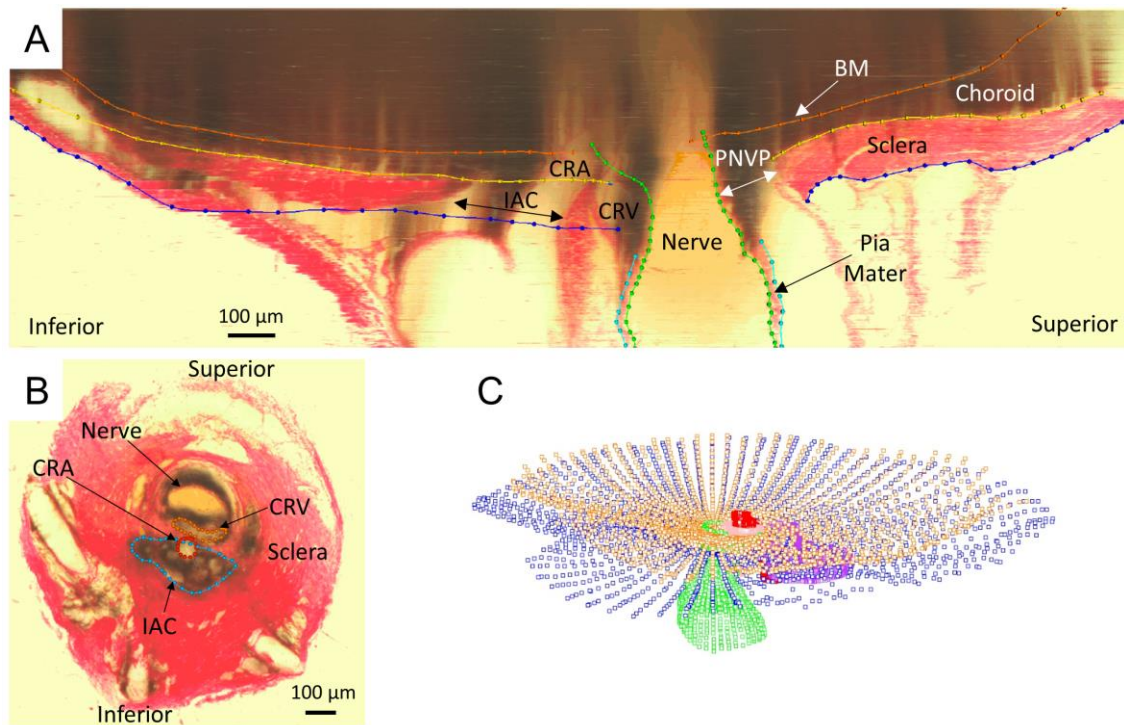 A
BM
Choroid
PNVP
Sclera
CRA
IAC
CRV
Nerve
Pia
Mater
Inferior
100 μm
Superior
B
Superior
Nerve
CRA
CRV
Sclera
IAC
Inferior
100 μm
C